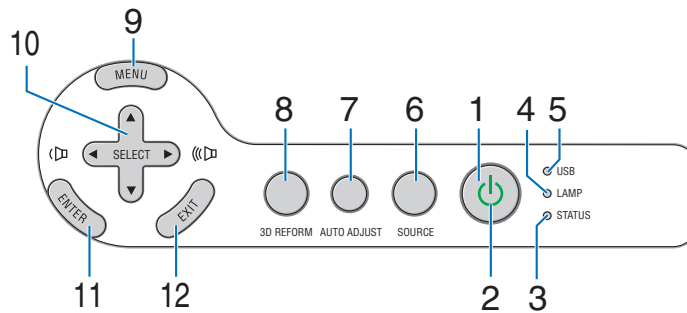 9
10
MENU
8
7
6
1
4
5
SELECT
USB
LAMP
STATUS
ENTER
EXIT
3D REFORM
AUTO ADJUST
SOURCE
11
12
2
3